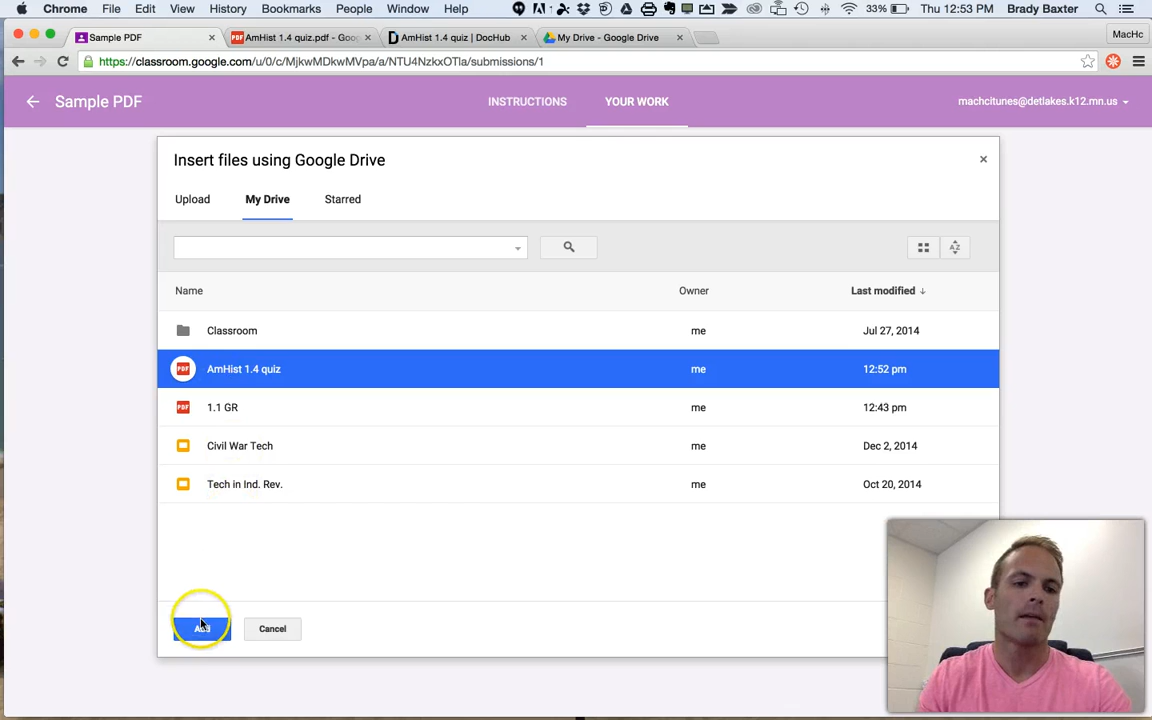 Chrome File Edit View History Bookmarks People Window Help 33% Thu 12:53 PM Brady Baxter
Sample PDF AmHist 1.4 quiz.pdf - Goo AmHist 1.4 quiz | DocHub My Drive - Google Drive MacHc
https://classroom.google.com/u/0/c/MjkwMDkwMVpa/a/NTU4NzkxOTla/submissions/1
Sample PDF INSTRUCTIONS YOUR WORK machcitunes@detlakes.k12.mn.us
Insert files using Google Drive
Upload My Drive Starred
Name Owner Last modified
Classroom me Jul 27, 2014
PDF AmHist 1.4 quiz me 12:52 pm
PDF 1.1 GR me 12:43 pm
Civil War Tech me Dec 2, 2014
Tech in Ind. Rev. me Oct 20, 2014
Add Cancel